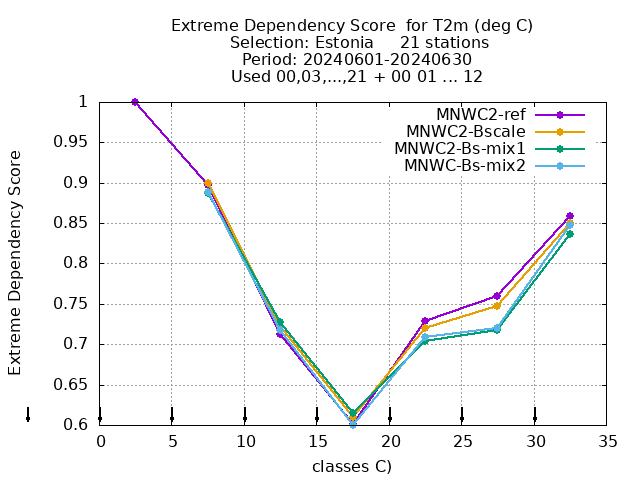 Extreme Dependency Score  for T2m (deg C)
Selection: Estonia     21 stations
Period: 20240601-20240630
Used 00,03,...,21 + 00 01 ... 12
MNWC2-ref
MNWC2-Bscale
MNWC2-Bs-mix1
MNWC-Bs-mix2
Extreme Dependency Score
1
0.95
0.9
0.85
0.8
0.75
0.7
0.65
0.6
0 5 10 15 20 25 30 35
classes C)